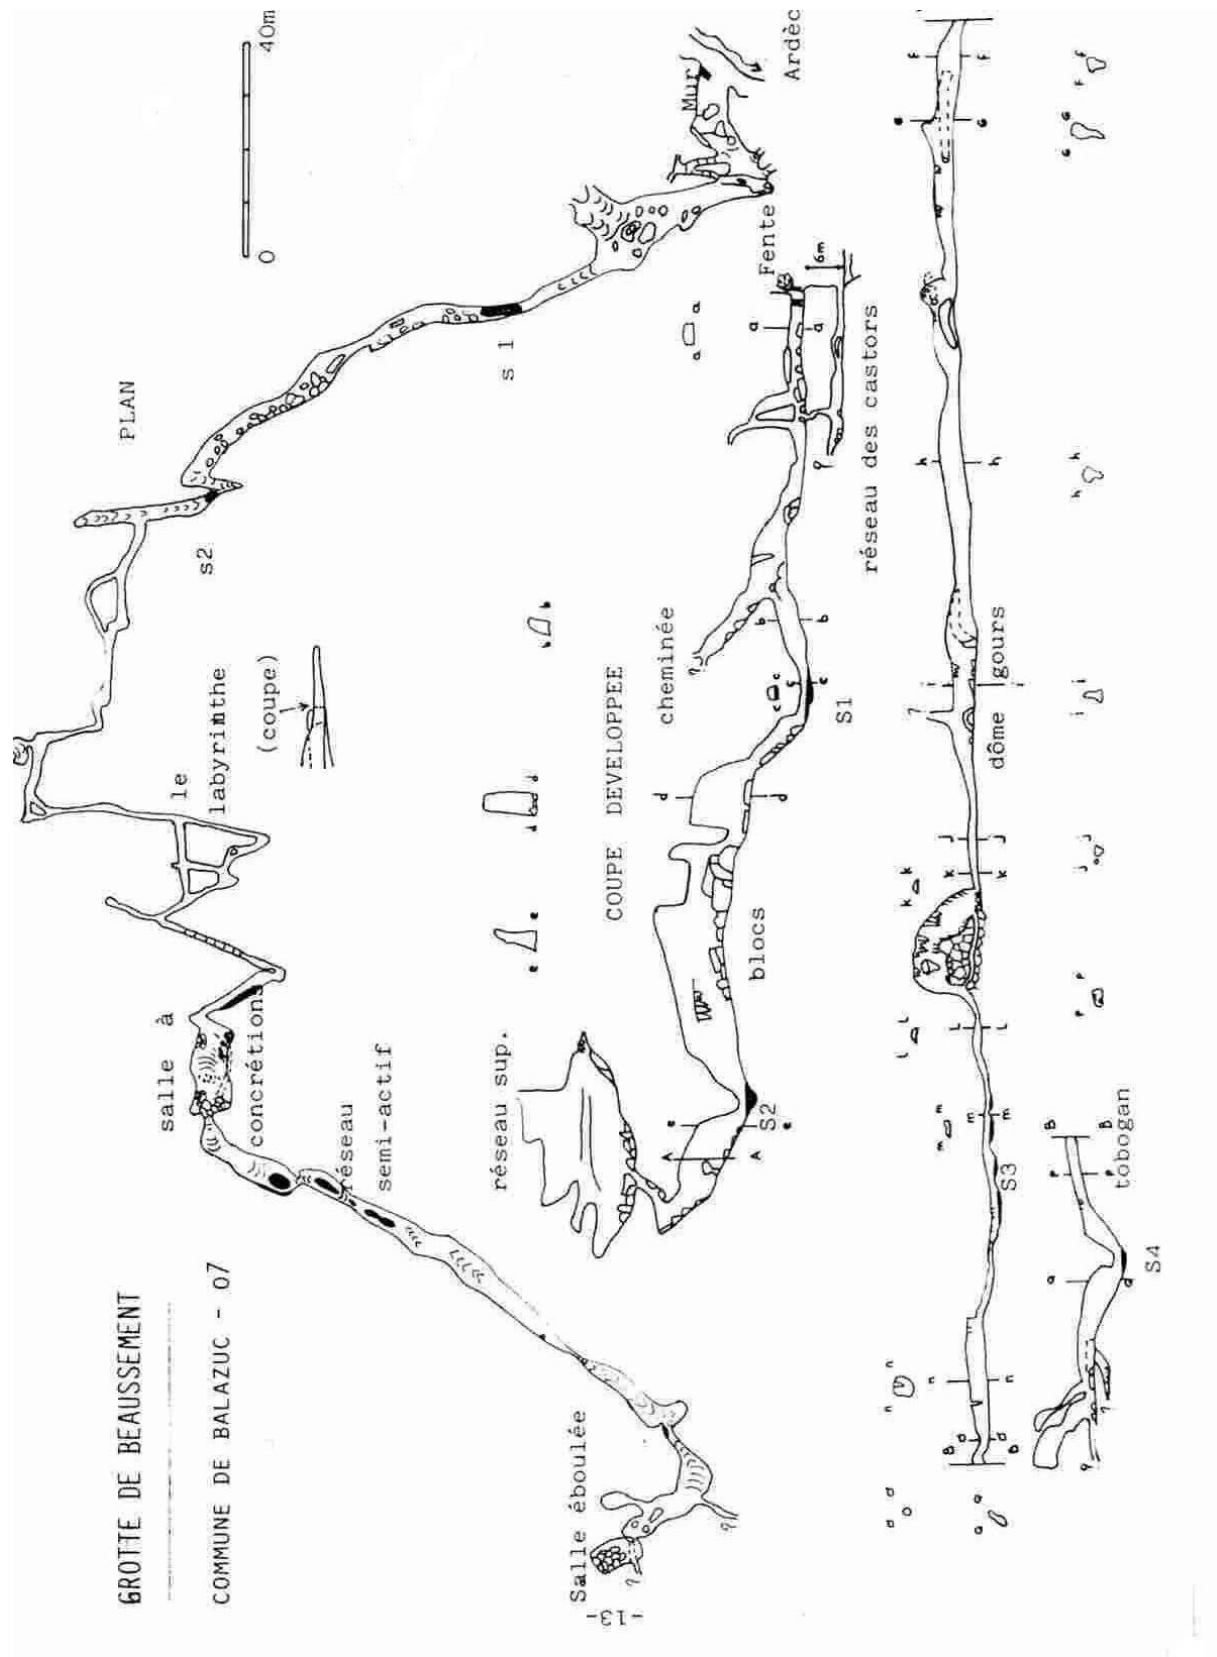 GROTTE DE BEAUSSEMENT
COMMUNE DE BALAZUC - 07
PLAN
0
40m
Salle éboulée
?
?
réseau
semi-actif
salle à
concrétions
le
labyrinthe
(coupe)
s2
s 1
Mur
Fente
Ardèc
COUPE DEVELOPPEE
réseau sup.
blocs
cheminée
?
réseau des castors
?
6m
S2
S1
A
A
a
a
a
a
b
b
b
b
c
c
c
c
d
d
d
d
e
e
e
e
dôme
gours
?
S3
F
F
F
F
G
G
G
G
h
h
h
h
i
i
i
i
j
j
j
j
k
k
k
k
L
L
L
L
m
m
m
m
n
n
n
n
B
B
B
B
P
P
P
P
tobogan
S4
?
?
-13-